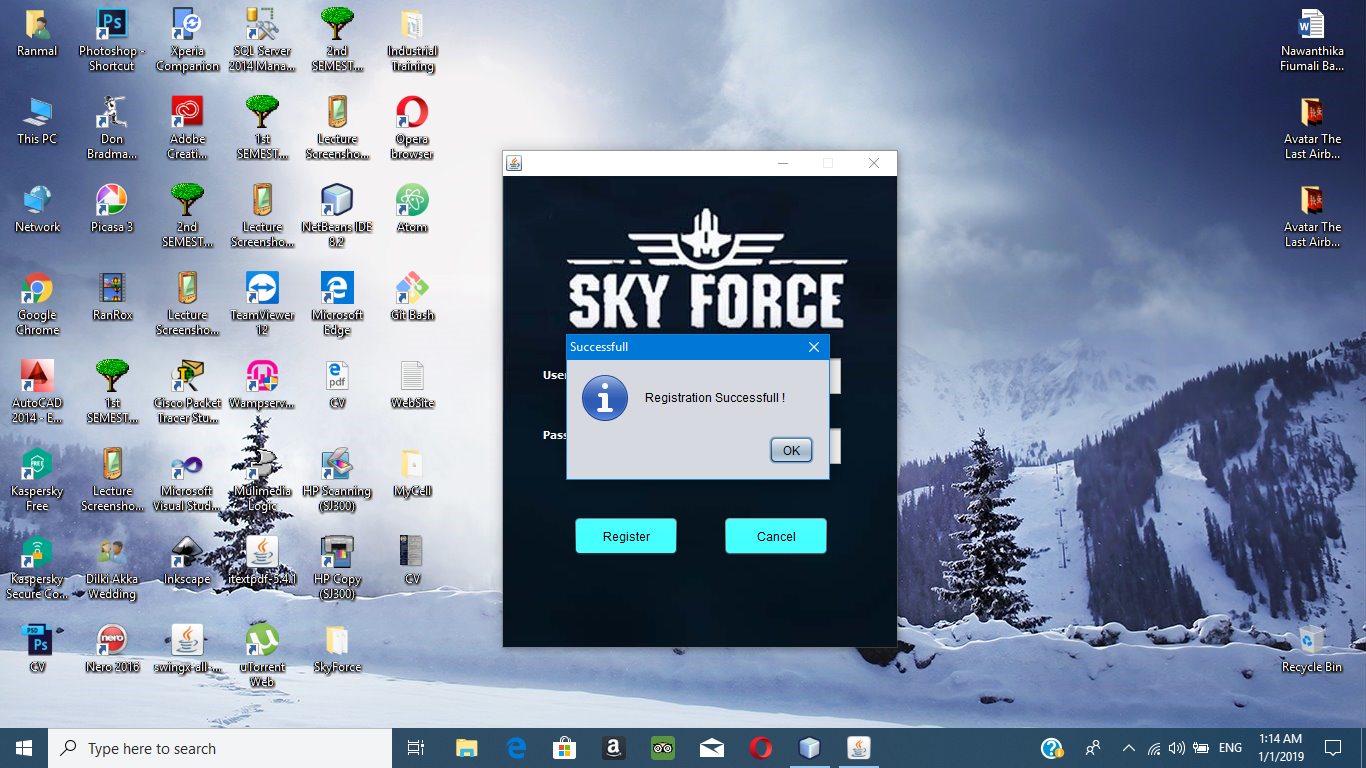 Ranmal
Photoshop -
Shortcut
Xperia
Companion
SQL Server
2014 Mana...
2nd
SEMEST...
Industrial
Training
This PC
Don
Bradma...
Adobe
Creati...
1st
SEMEST...
Lecture
Screensho...
Opera
browser
Network
Picasa 3
2nd
SEMEST...
Lecture
Screensho...
NetBeans IDE
8.2
Atom
Google
Chrome
RanRox
Lecture
Screensho...
TeamViewer
12
Microsoft
Edge
Git Bash
AutoCAD
2014 - E...
1st
SEMEST...
Cisco Packet
Tracer Stu...
Wampserv...
pdf
CV
WebSite
Kaspersky
Free
Lecture
Screensho...
Microsoft
Visual Stud...
Mulimedia
Logic
HP Scanning
(SJ300)
MyCell
Kaspersky
Secure Co...
Dilki Akka
Wedding
Inkscape
itextpdf-5.4.1
HP Copy
(SJ300)
CV
PSD
Ps
CV
nero
Nero 2016
swingx-all-...
uTorrent
Web
SkyForce
Nawanthika
Fiumali Ba...
Avatar The
Last Airb...
Avatar The
Last Airb...
Recycle Bin
SKY FORCE
User
Pass
Successfull
Registration Successfull !
OK
Register
Cancel
Type here to search
ENG
1:14 AM
1/1/2019